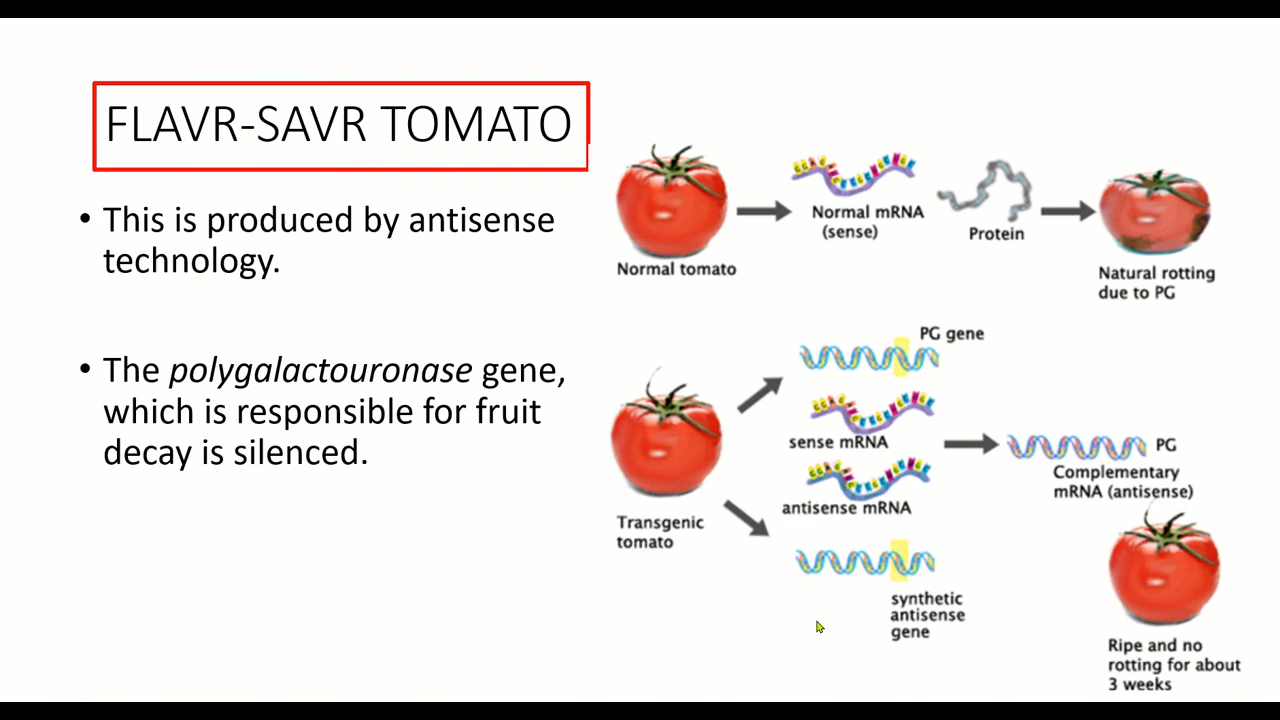 FLAVR-SAVR TOMATO
• This is produced by antisense
technology.
• The polygalactouronase gene,
which is responsible for fruit
decay is silenced.
Normal tomato
Normal mRNA
(sense)
Protein
Natural rotting
due to PG
Transgenic
tomato
PG gene
sense mRNA
antisense mRNA
synthetic
antisense
gene
PG
Complementary
mRNA (antisense)
Ripe and no
rotting for about
3 weeks